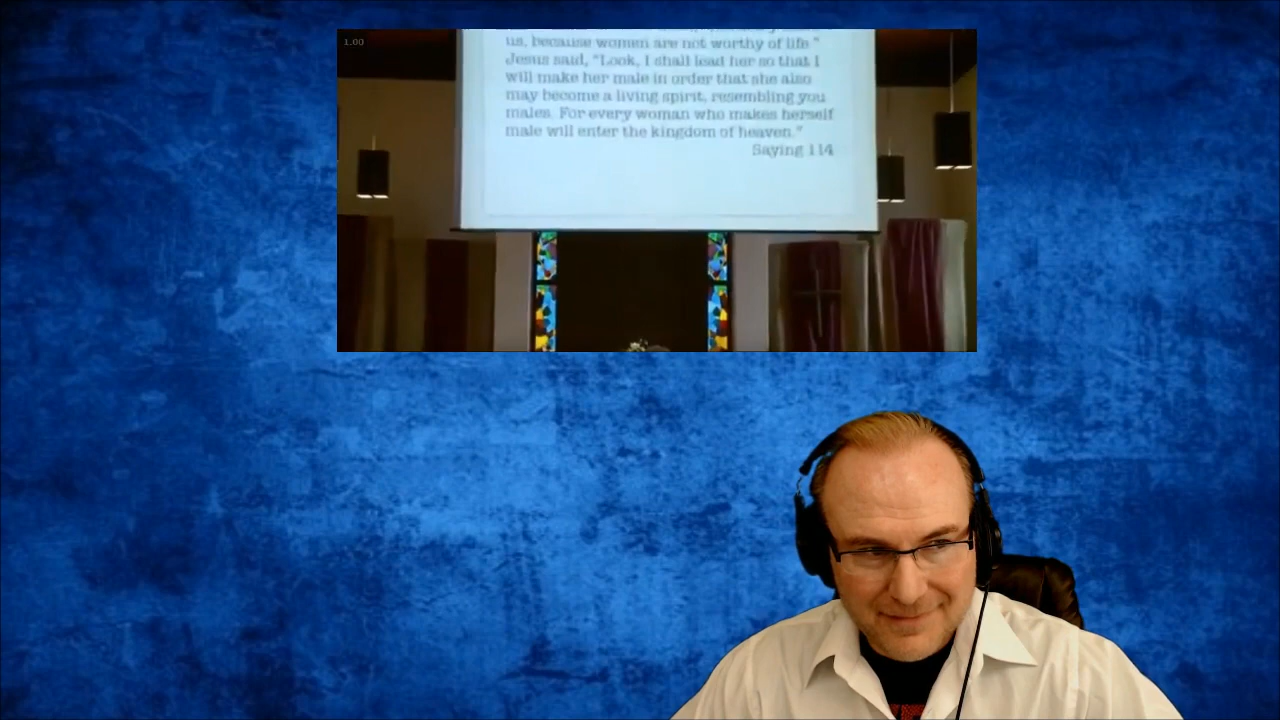 1.00
us, because women are not worthy of life."
Jesus said, "Look, I shall lead her so that I
will make her male in order that she also
may become a living spirit, resembling you
males. For every woman who makes herself
male will enter the kingdom of heaven."
Saying 114